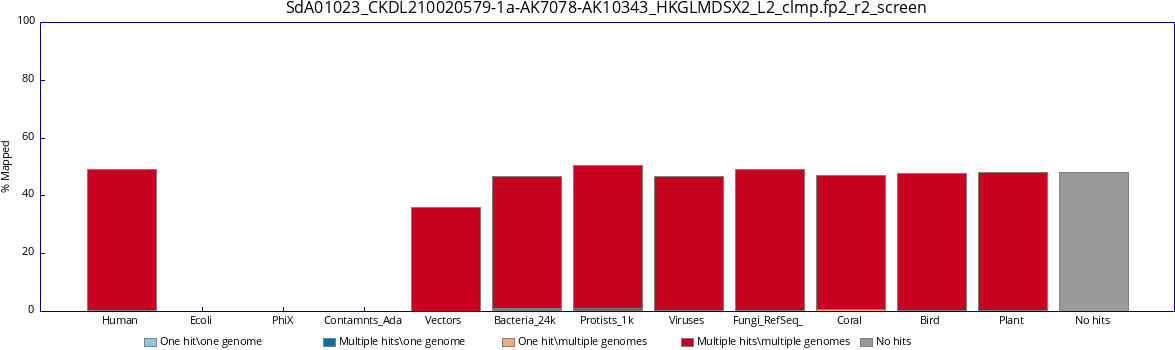 SdA01023_CKDL210020579-1a-AK7078-AK10343_HKGLMDSX2_L2_clmp.fp2_r2_screen
100
80
60
40
20
0
% Mapped
Human Ecoli PhiX Contamnts_Ada Vectors Bacteria_24k Protists_1k Viruses Fungi_RefSeq_ Coral Bird Plant No hits
One hit\one genome Multiple hits\one genome One hit\multiple genomes Multiple hits\multiple genomes No hits